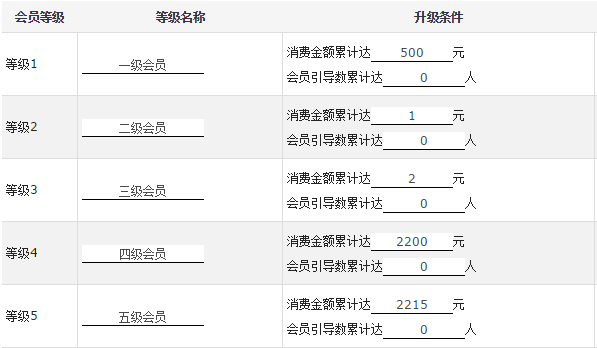 会员等级 等级名称 升级条件
消费金额累计达 500 元
等级1 一级会员
会员引导数累计达 0 人
消费金额累计达 1 元
等级2 二级会员
会员引导数累计达 0 人
消费金额累计达 2 元
等级3 三级会员
会员引导数累计达 0 人
消费金额累计达 2200 元
等级4 四级会员
会员引导数累计达 0 人
消费金额累计达 2215 元
等级5 五级会员
会员引导数累计达 0 人